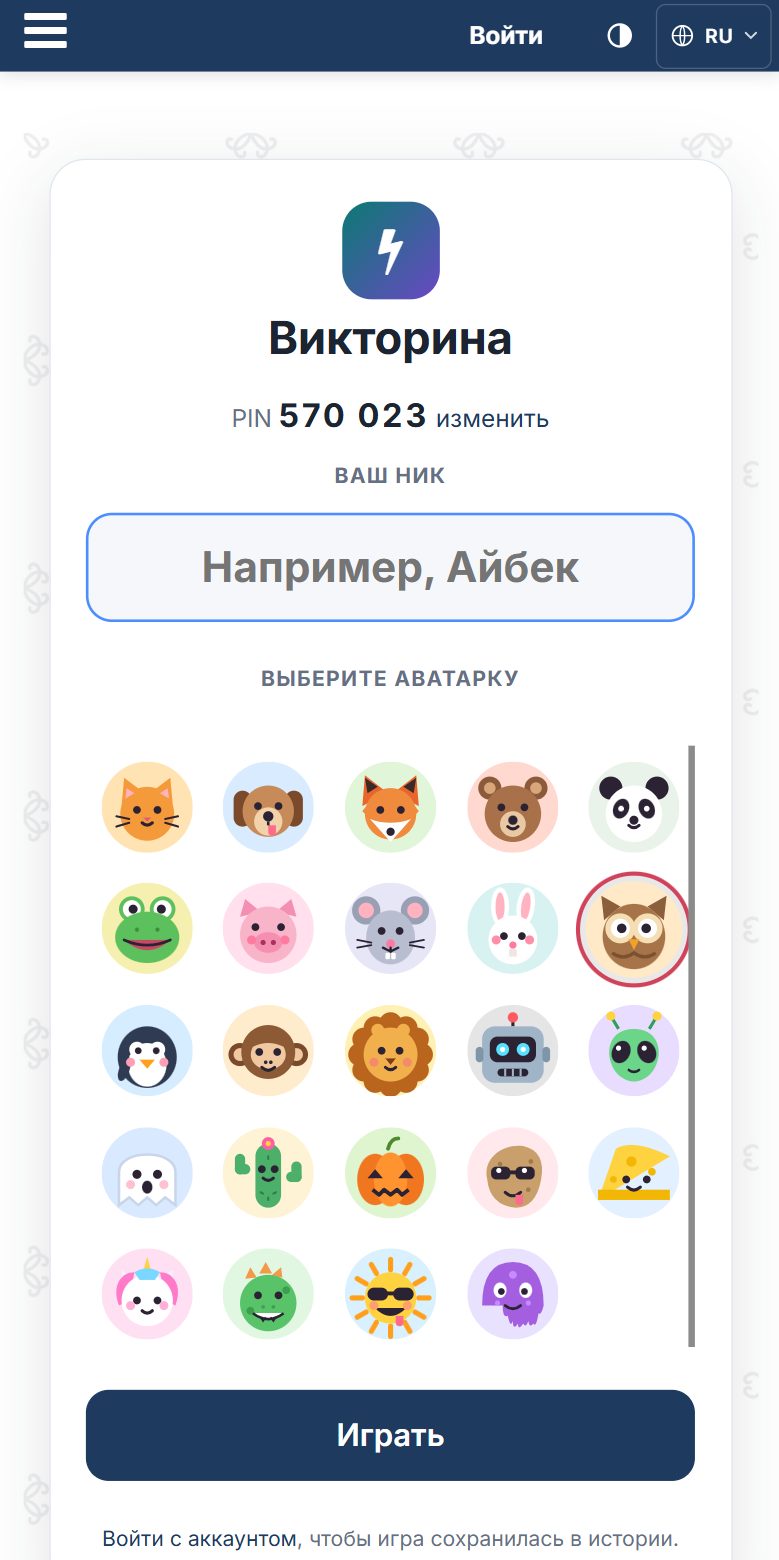 Войти
RU
Викторина
PIN 570 023 изменить
ВАШ НИК
Например, Айбек
ВЫБЕРИТЕ АВАТАРКУ
Играть
Войти с аккаунтом, чтобы игра сохранилась в истории.